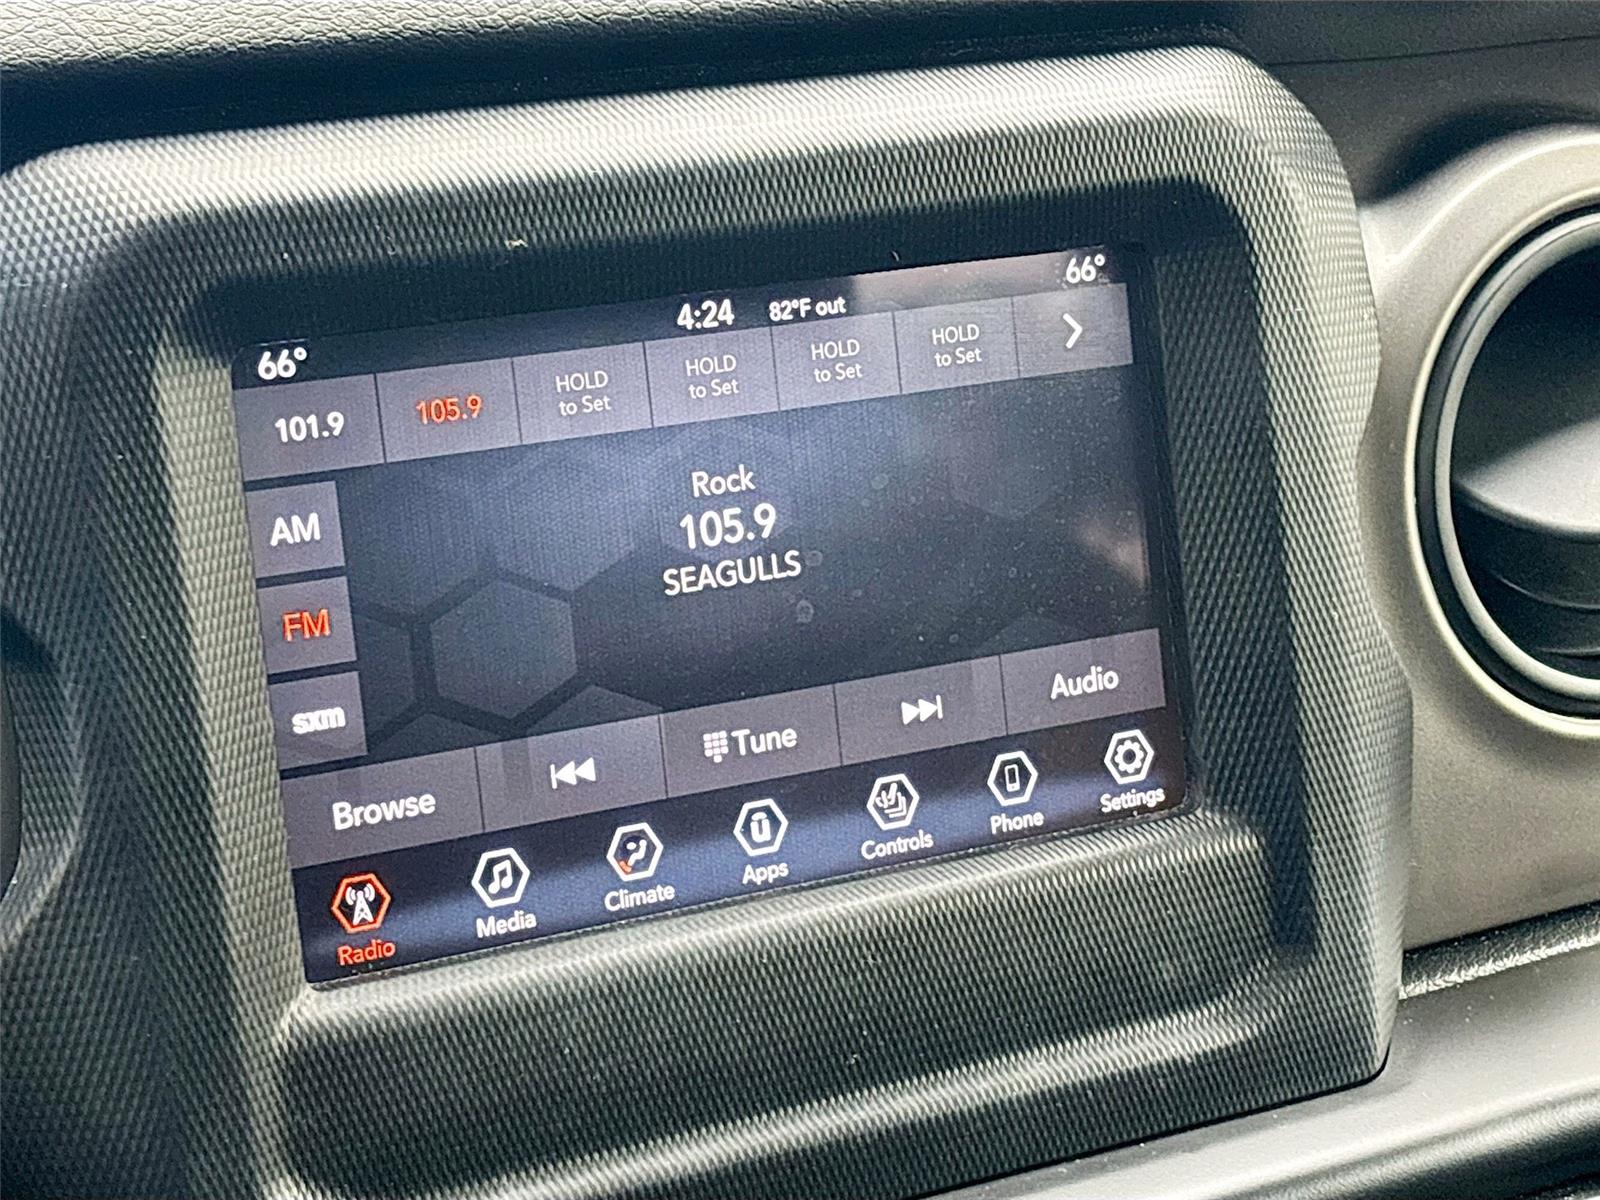 66° 4:24 82°F out 66°
101.9 105.9 HOLD to Set HOLD to Set HOLD to Set HOLD to Set
Rock
105.9
SEAGULLS
AM
FM
sxm
Browse Tune Audio
Radio Media Climate Apps Controls Phone Settings